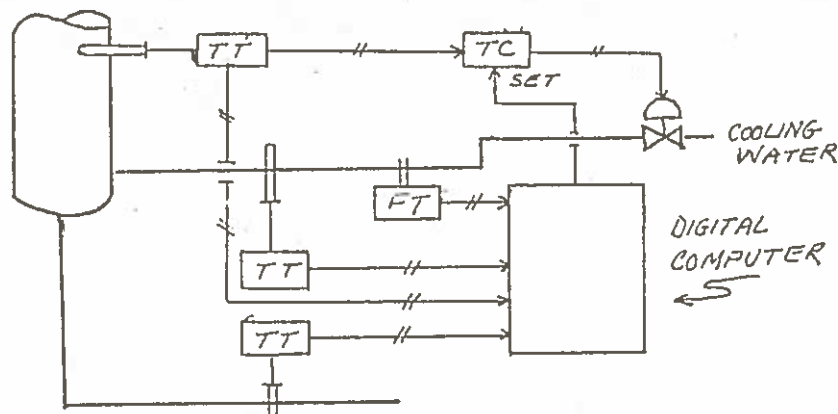 TT
TC
SET
COOLING
WATER
FT
DIGITAL
COMPUTER
TT
TT